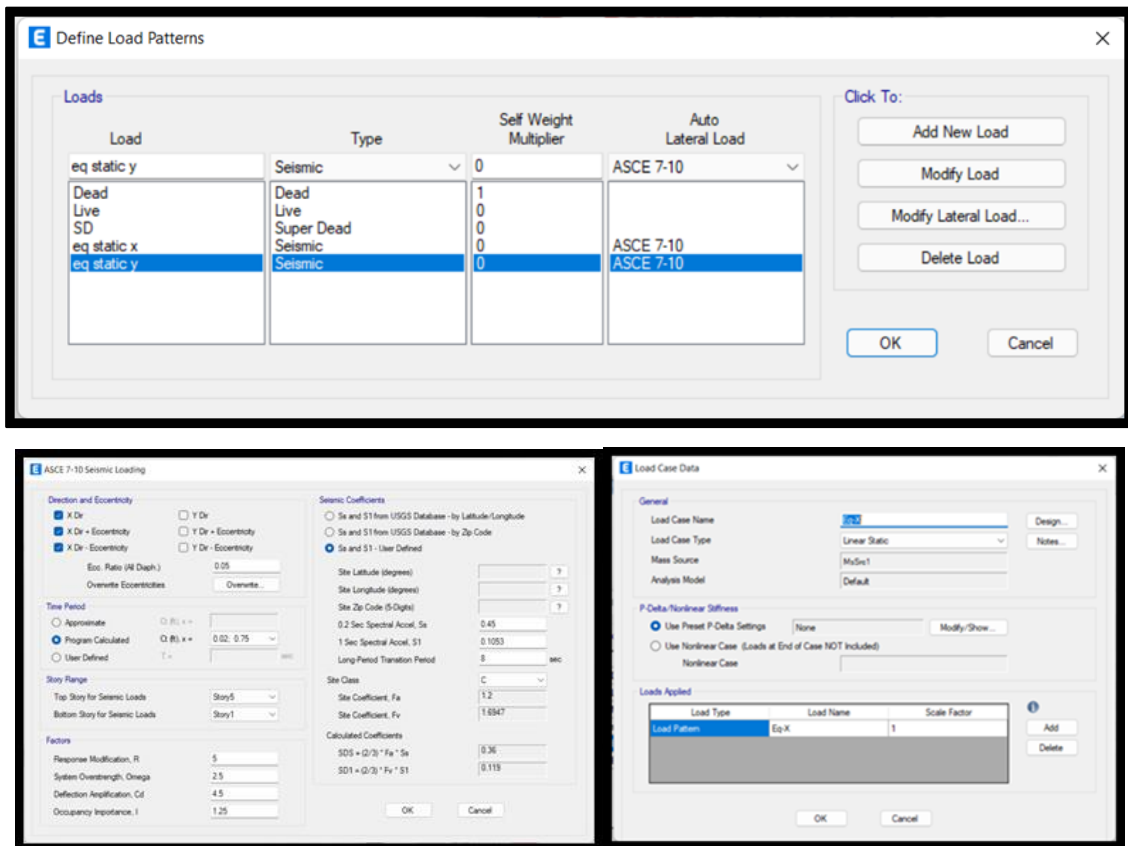 E Define Load Patterns
Loads
Click To:
Load Type Self Weight Multiplier Auto Lateral Load
eq static y Seismic 0 ASCE 7-10
Dead Dead 1
Live Live 0
SD Super Dead 0
eq static x Seismic 0 ASCE 7-10
eq static y Seismic 0 ASCE 7-10
Add New Load
Modify Load
Modify Lateral Load...
Delete Load
OK Cancel
E ASCE 7-10 Seismic Loading
Direction and Eccentricity
X Dir Y Dir
X Dir + Eccentricity Y Dir + Eccentricity
X Dir - Eccentricity Y Dir - Eccentricity
Ecc. Ratio (All Diaph.) 0.05
Overwrite Eccentricities Overwrite...
Time Period
Approximate Ct (ft), x =
Program Calculated Ct (ft), x = 0.02; 0.75
User Defined T = sec
Story Range
Top Story for Seismic Loads Story5
Bottom Story for Seismic Loads Story1
Factors
Response Modification, R 5
System Overstrength, Omega 2.5
Deflection Amplification, Cd 4.5
Occupancy Importance, I 1.25
Seismic Coefficients
Ss and S1 from USGS Database - by Latitude/Longitude
Ss and S1 from USGS Database - by Zip Code
Ss and S1 - User Defined
Site Latitude (degrees) ?
Site Longitude (degrees) ?
Site Zip Code (5-Digits) ?
0.2 Sec Spectral Accel, Ss 0.45
1 Sec Spectral Accel, S1 0.1053
Long-Period Transition Period 8 sec
Site Class C
Site Coefficient, Fa 1.2
Site Coefficient, Fv 1.6947
Calculated Coefficients
SDS = (2/3) * Fa * Ss 0.36
SD1 = (2/3) * Fv * S1 0.119
OK Cancel
E Load Case Data
General
Load Case Name Eq-X Design...
Load Case Type Linear Static Notes...
Mass Source MsSrc1
Analysis Model Default
P-Delta/Nonlinear Stiffness
Use Preset P-Delta Settings None Modify/Show...
Use Nonlinear Case (Loads at End of Case NOT Included)
Nonlinear Case
Loads Applied
Load Type Load Name Scale Factor
Load Pattern Eq-X 1
Add
Delete
OK Cancel